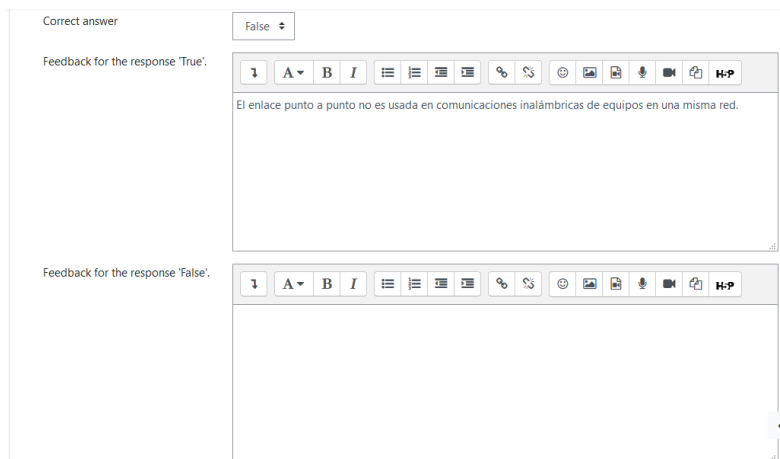 Correct answer
False
Feedback for the response 'True'.
A B I H-P
El enlace punto a punto no es usada en comunicaciones inalámbricas de equipos en una misma red.
Feedback for the response 'False'.
A B I H-P